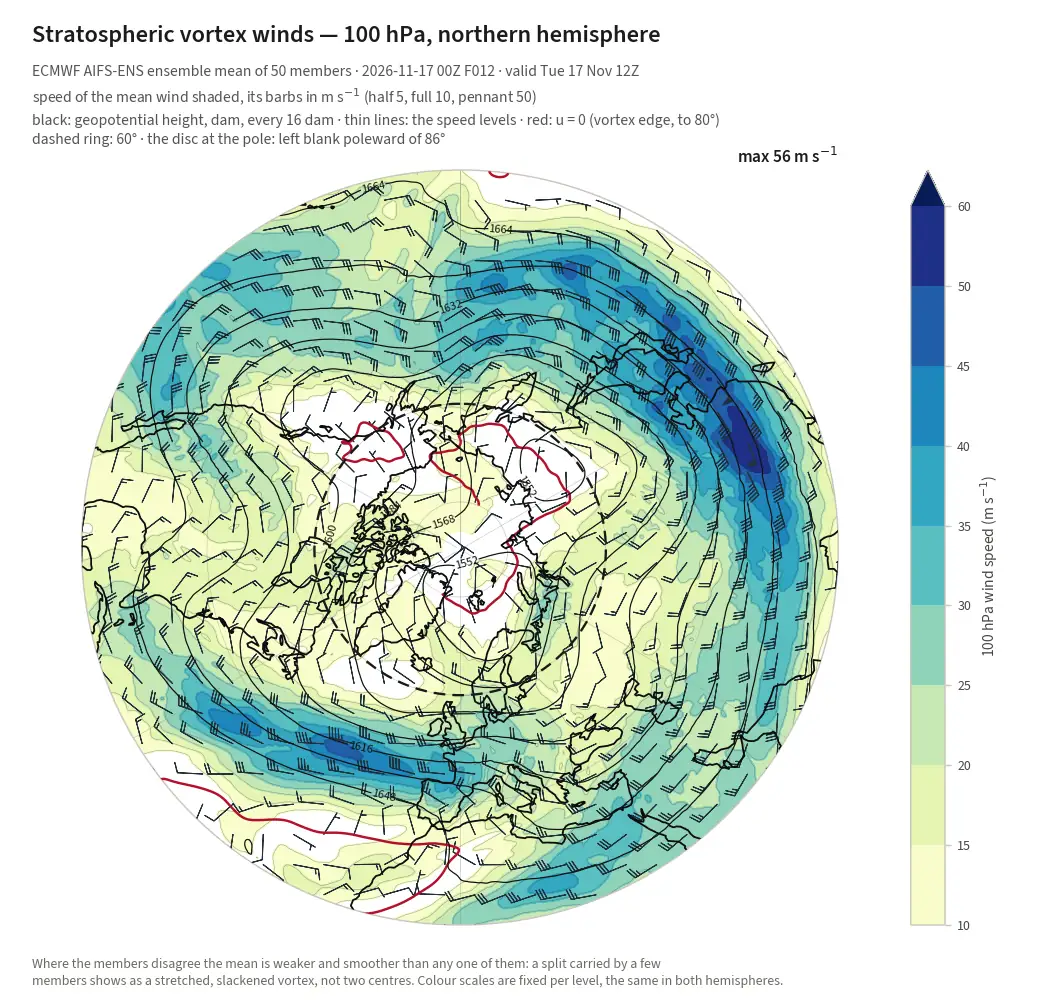 Stratospheric vortex winds — 100 hPa, northern hemisphere
ECMWF AIFS-ENS ensemble mean of 50 members · 2026-11-17 00Z F012 · valid Tue 17 Nov 12Z
speed of the mean wind shaded, its barbs in m s⁻¹ (half 5, full 10, pennant 50)
black: geopotential height, dam, every 16 dam · thin lines: the speed levels · red: u = 0 (vortex edge, to 80°)
dashed ring: 60° · the disc at the pole: left blank poleward of 86°
max 56 m s⁻¹
1664
1664
1632
1568
1600
1552
1616
1648
60
50
45
40
35
30
25
20
15
10
100 hPa wind speed (m s⁻¹)
Where the members disagree the mean is weaker and smoother than any one of them: a split carried by a few
members shows as a stretched, slackened vortex, not two centres. Colour scales are fixed per level, the same in both hemispheres.